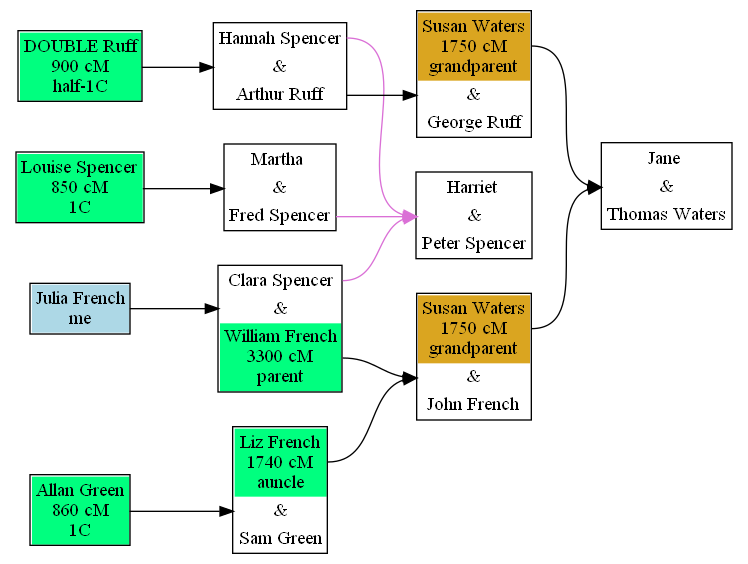 DOUBLE Ruff
900 cM
half-1C
Hannah Spencer
&
Arthur Ruff
Susan Waters
1750 cM
grandparent
&
George Ruff
Louise Spencer
850 cM
1C
Martha
&
Fred Spencer
Harriet
&
Peter Spencer
Jane
&
Thomas Waters
Julia French
me
Clara Spencer
&
William French
3300 cM
parent
Susan Waters
1750 cM
grandparent
&
John French
Allan Green
860 cM
1C
Liz French
1740 cM
auncle
&
Sam Green